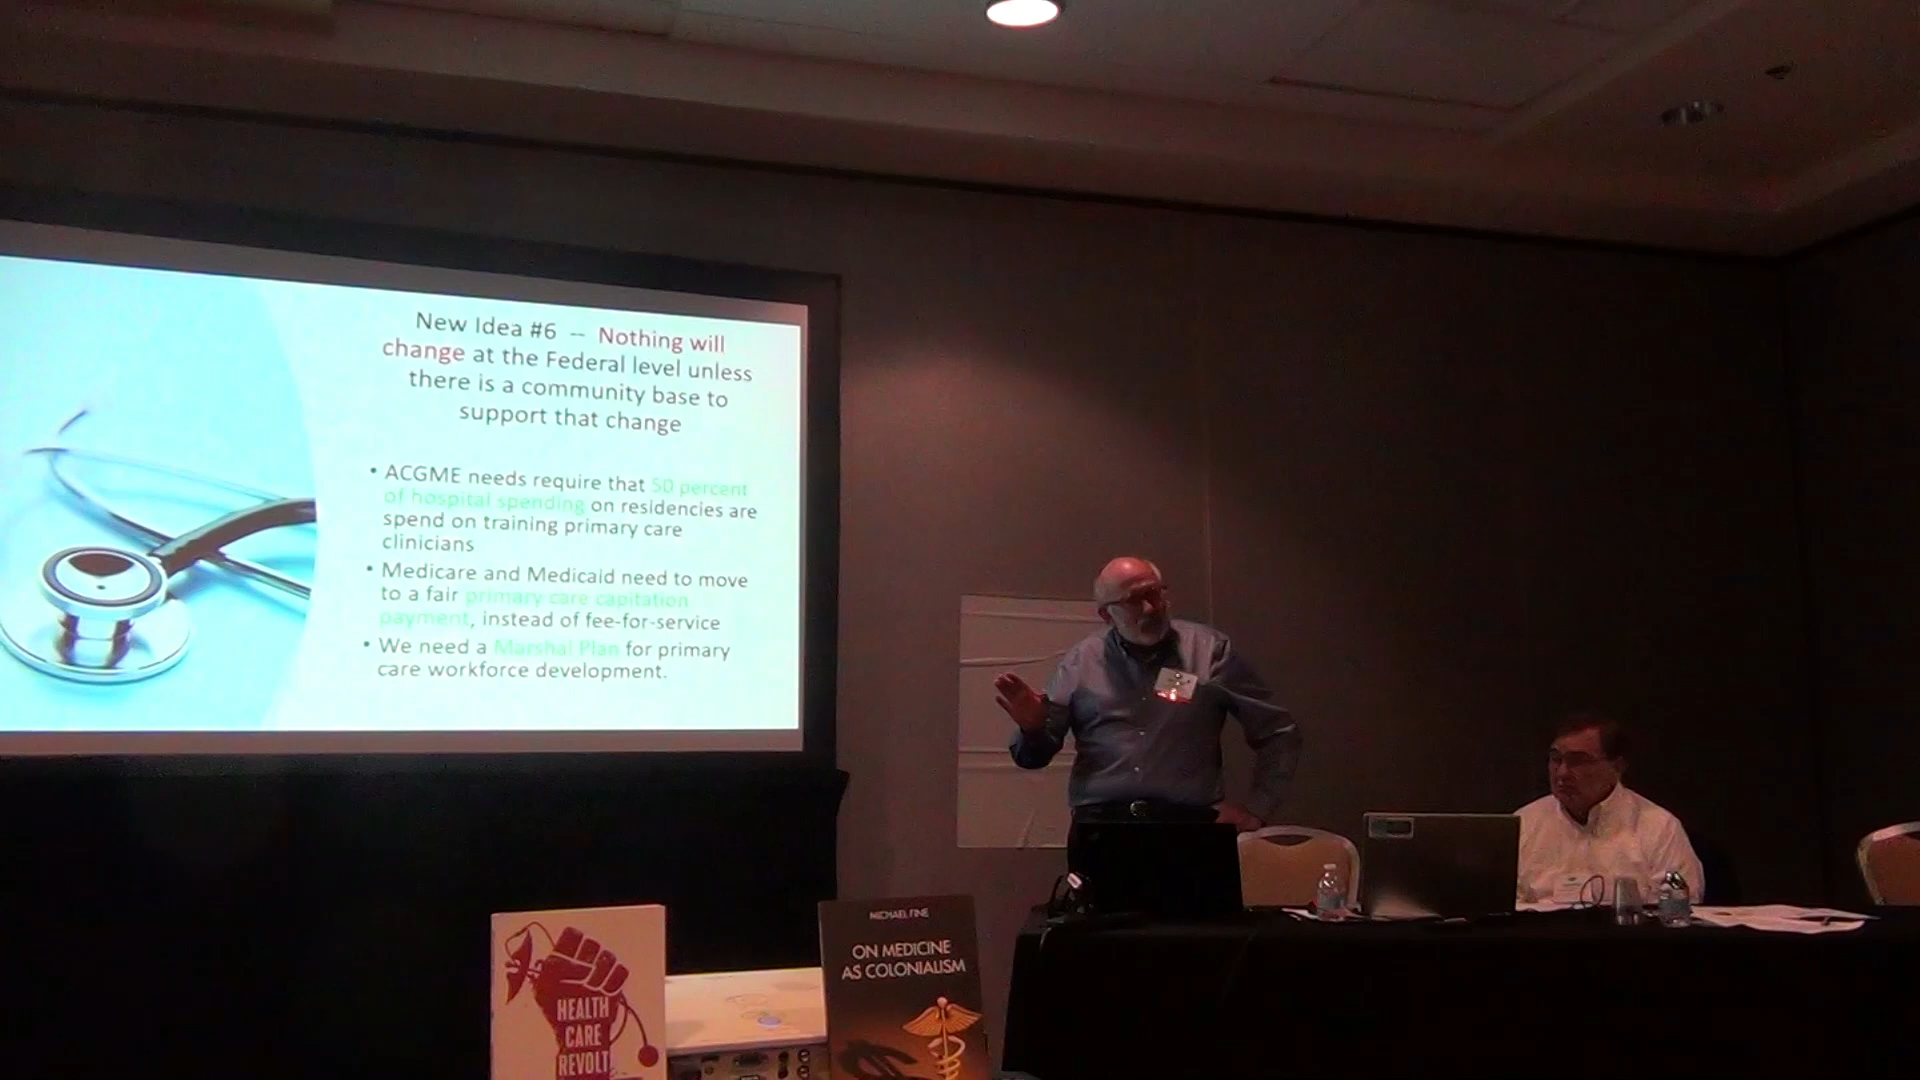 New Idea #6 -- Nothing will
change at the Federal level unless
there is a community base to
support that change
• ACGME needs require that 50 percent
of hospital spending on residencies are
spend on training primary care
clinicians
• Medicare and Medicaid need to move
to a fair primary care capitation
payment, instead of fee-for-service
• We need a Marshal Plan for primary
care workforce development.
HEALTH
CARE
REVOLT
MICHAEL FINE
ON MEDICINE
AS COLONIALISM